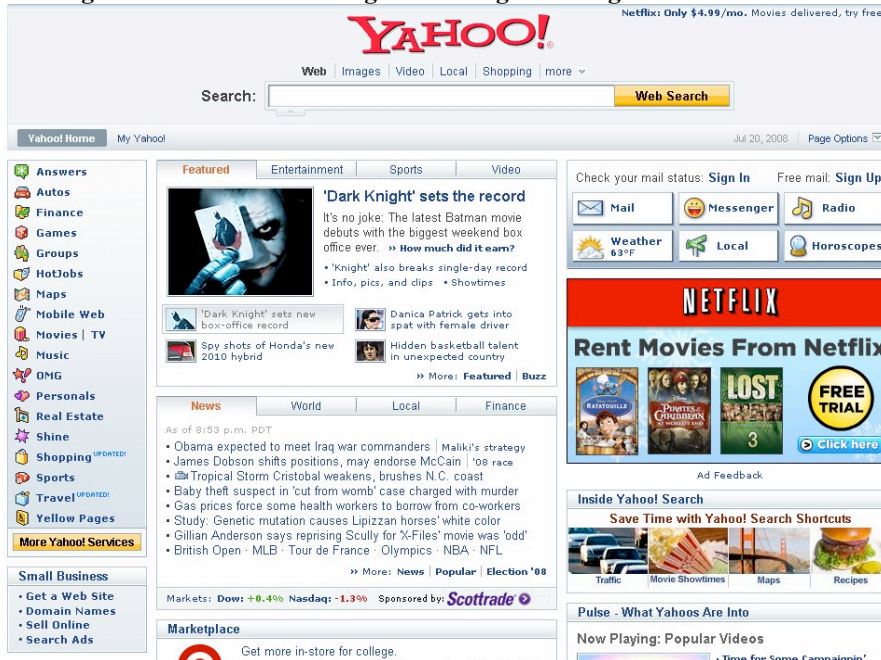 Netflix: Only $4.99/mo. Movies delivered, try free
YAHOO!
Web | Images | Video | Local | Shopping | more
Search: Web Search
Yahoo! Home My Yahoo! Jul 20, 2008 | Page Options
Answers
Autos
Finance
Games
Groups
HotJobs
Maps
Mobile Web
Movies | TV
Music
OMG
Personals
Real Estate
Shine
Shopping UPDATED!
Sports
Travel UPDATED!
Yellow Pages
More Yahoo! Services
Small Business
• Get a Web Site
• Domain Names
• Sell Online
• Search Ads
Featured Entertainment Sports Video
'Dark Knight' sets the record
It's no joke: The latest Batman movie
debuts with the biggest weekend box
office ever. » How much did it earn?
• 'Knight' also breaks single-day record
• Info, pics, and clips • Showtimes
'Dark Knight' sets new
box-office record
Danica Patrick gets into
spat with female driver
Spy shots of Honda's new
2010 hybrid
Hidden basketball talent
in unexpected country
» More: Featured | Buzz
News World Local Finance
As of 8:53 p.m. PDT
• Obama expected to meet Iraq war commanders | Maliki's strategy
• James Dobson shifts positions, may endorse McCain | '08 race
• Tropical Storm Cristobal weakens, brushes N.C. coast
• Baby theft suspect in 'cut from womb' case charged with murder
• Gas prices force some health workers to borrow from co-workers
• Study: Genetic mutation causes Lipizzan horses' white color
• Gillian Anderson says reprising Scully for 'X-Files' movie was 'odd'
• British Open · MLB · Tour de France · Olympics · NBA · NFL
» More: News | Popular | Election '08
Markets: Dow: +0.4% Nasdaq: -1.3% Sponsored by: Scottrade
Marketplace
Get more in-store for college.
Check your mail status: Sign In Free mail: Sign Up
Mail Messenger Radio
Weather
63°F
Local Horoscopes
NETFLIX
Rent Movies From Netflix
RATATOUILLE
PIRATES
CARIBBEAN
LOST
3
FREE
TRIAL
Click here
Ad Feedback
Inside Yahoo! Search
Save Time with Yahoo! Search Shortcuts
Traffic Movie Showtimes Maps Recipes
Pulse - What Yahoos Are Into
Now Playing: Popular Videos
• 'Time for Some Campaignin'